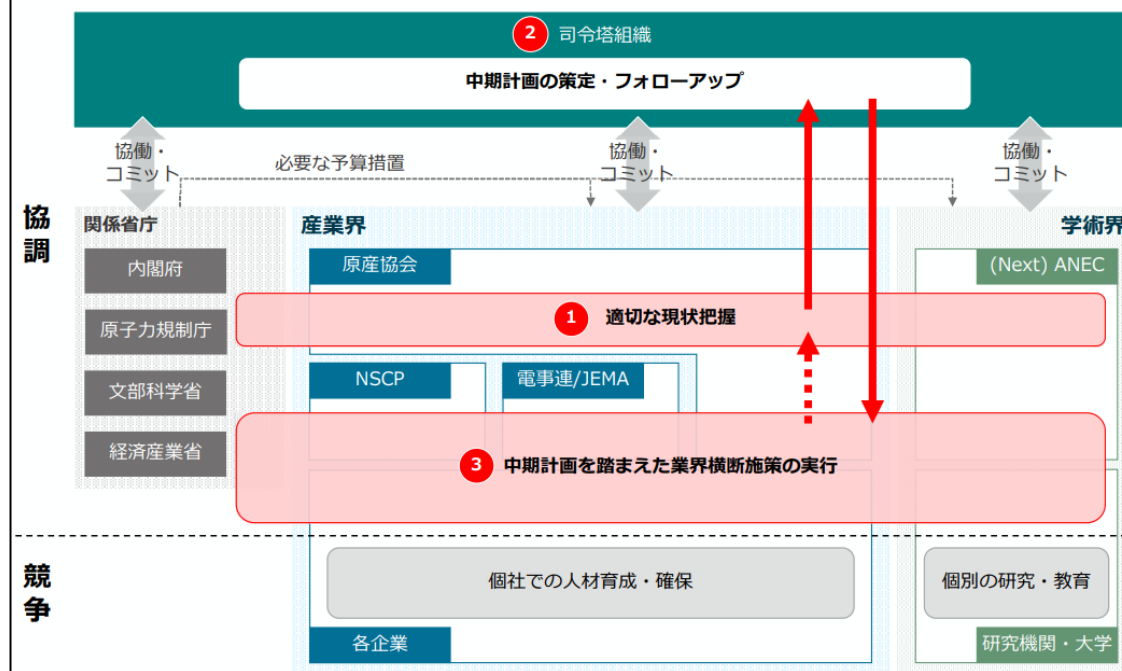 2 司令塔組織
中期計画の策定・フォローアップ
協働・
コミット
必要な予算措置
協働・
コミット
協働・
コミット
協
調
関係省庁
産業界
学術界
内閣府
原子力規制庁
文部科学省
経済産業省
原産協会
(Next) ANEC
1 適切な現状把握
NSCP
電事連/JEMA
3 中期計画を踏まえた業界横断施策の実行
競
争
個社での人材育成・確保
個別の研究・教育
各企業
研究機関・大学